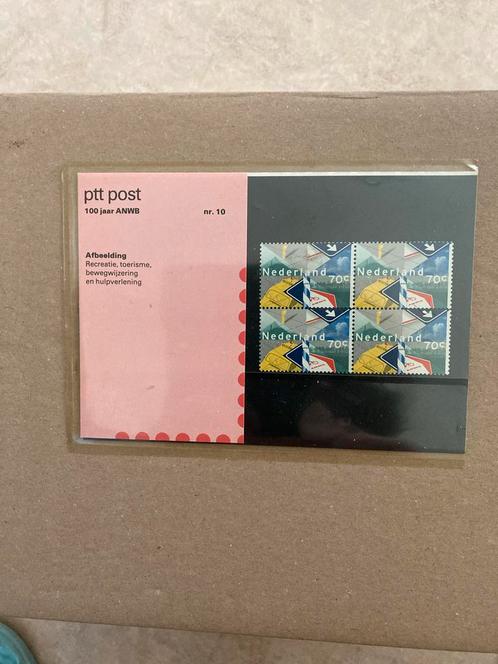 ptt post
100 jaar ANWB nr. 10
Afbeelding
Recreatie, toerisme,
bewegwijzering
en hulpverlening
Nederland 70c Nederland 70c
Nederland 70c Nederland 70c